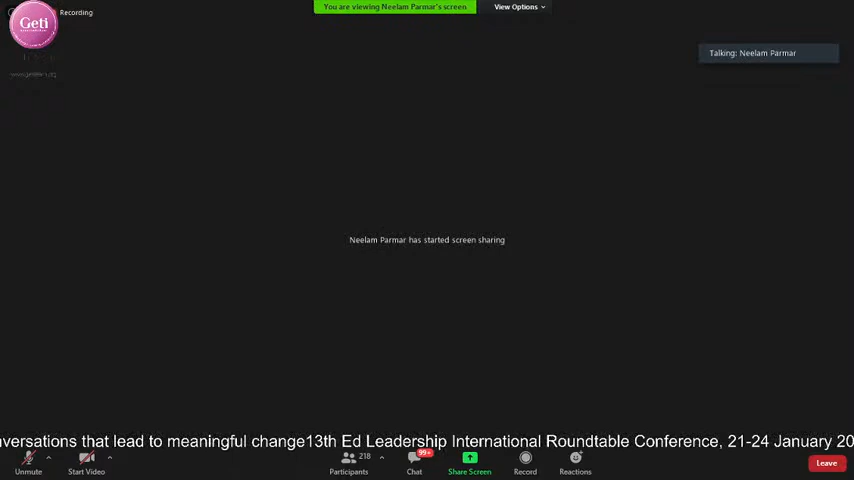 Geti
Recording
You are viewing Neelam Parmar's screen
View Options
Talking: Neelam Parmar
Neelam Parmar has started screen sharing
versations that lead to meaningful change13th Ed Leadership International Roundtable Conference, 21-24 January 20
Unmute
Start Video
218
Participants
99+
Chat
Share Screen
Record
Reactions
Leave